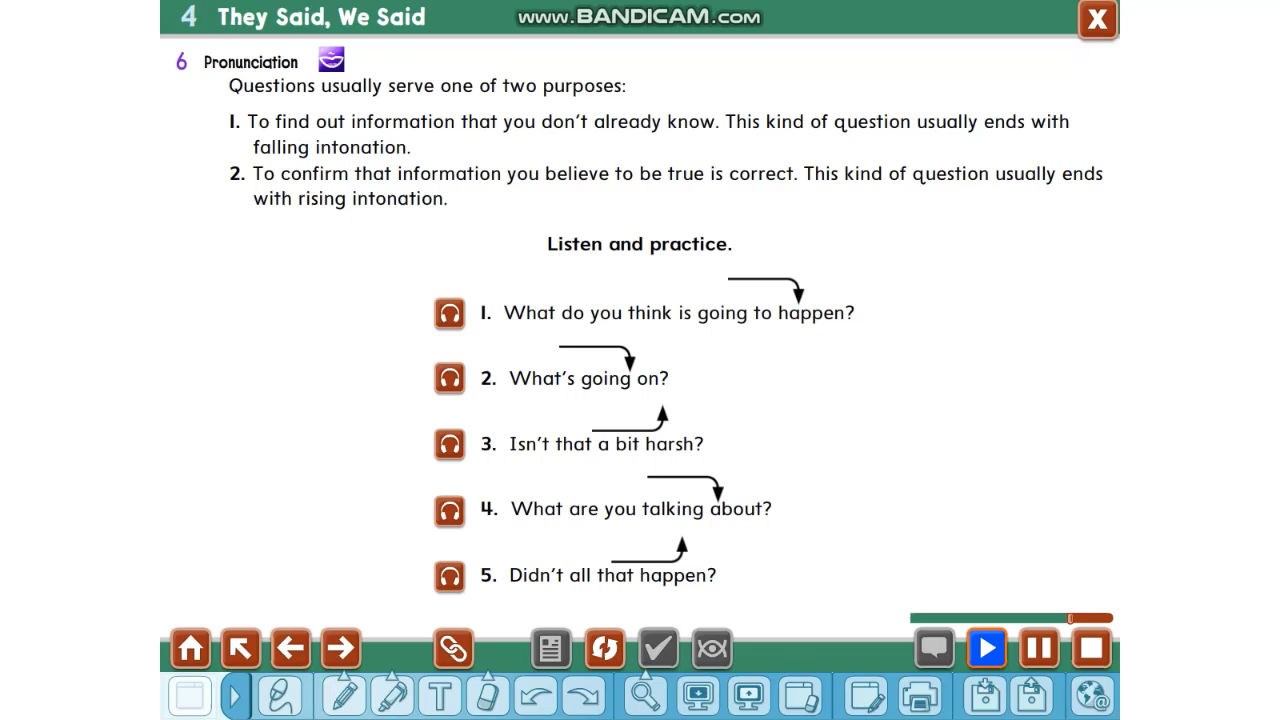 4 They Said, We Said
www.BANDICAM.com
X
6 Pronunciation
Questions usually serve one of two purposes:
1. To find out information that you don't already know. This kind of question usually ends with
falling intonation.
2. To confirm that information you believe to be true is correct. This kind of question usually ends
with rising intonation.
Listen and practice.
1. What do you think is going to happen?
2. What's going on?
3. Isn't that a bit harsh?
4. What are you talking about?
5. Didn't all that happen?
T
@